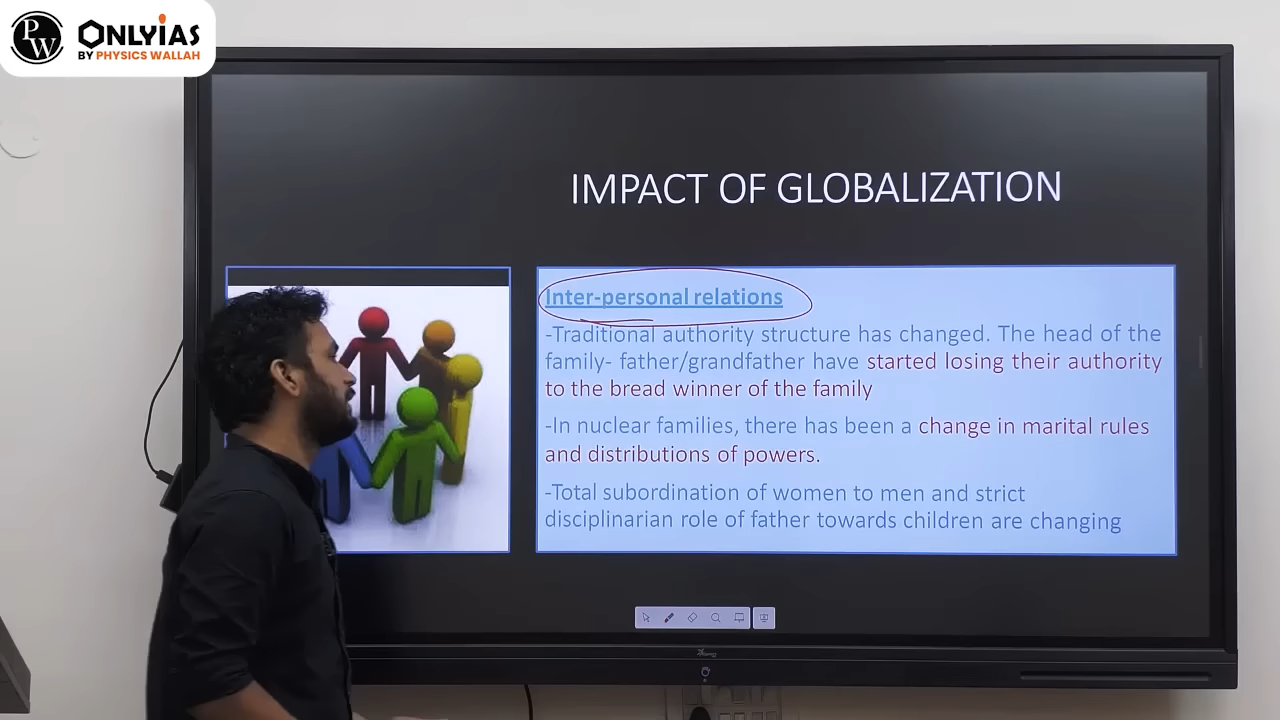 PW
ONLYIAS
BY PHYSICS WALLAH
IMPACT OF GLOBALIZATION
Inter-personal relations
-Traditional authority structure has changed. The head of the
family- father/grandfather have started losing their authority
to the bread winner of the family
-In nuclear families, there has been a change in marital rules
and distributions of powers.
-Total subordination of women to men and strict
disciplinarian role of father towards children are changing